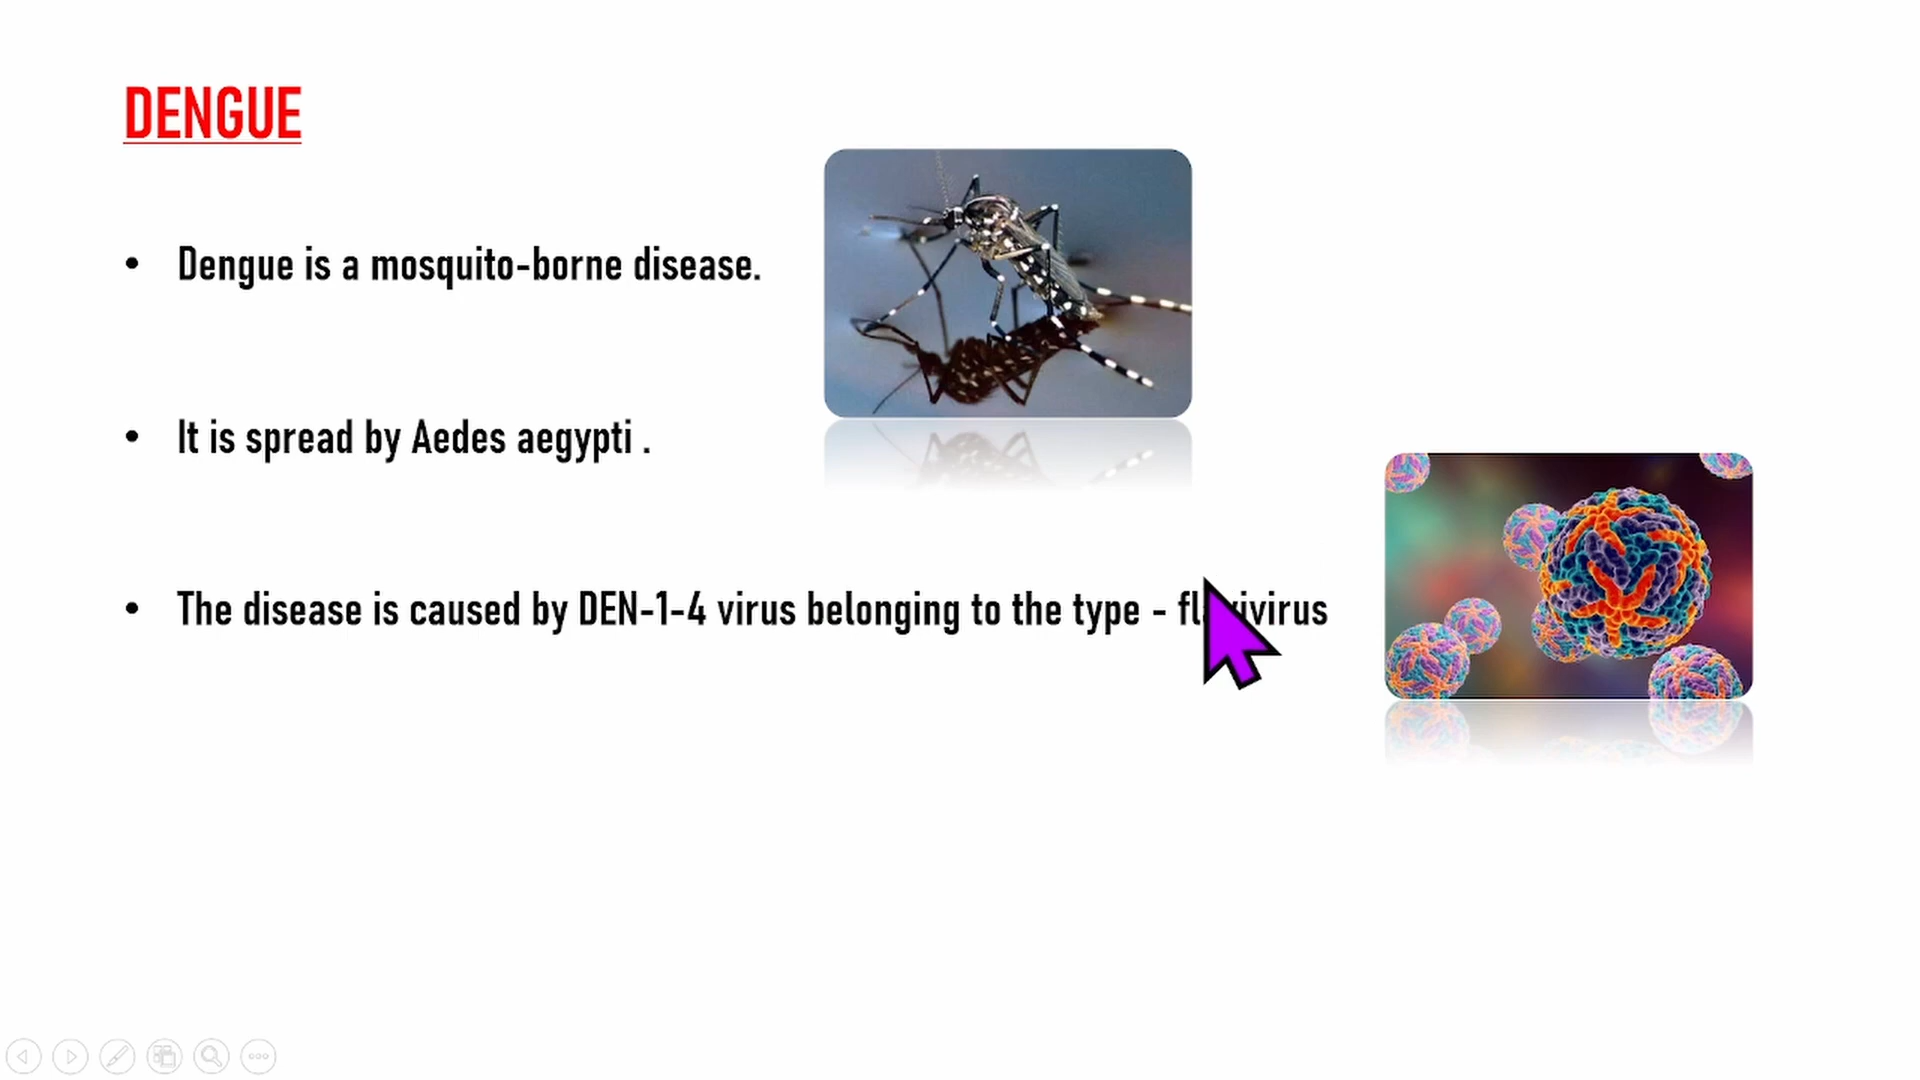 DENGUE
• Dengue is a mosquito-borne disease.
• It is spread by Aedes aegypti .
• The disease is caused by DEN-1-4 virus belonging to the type -